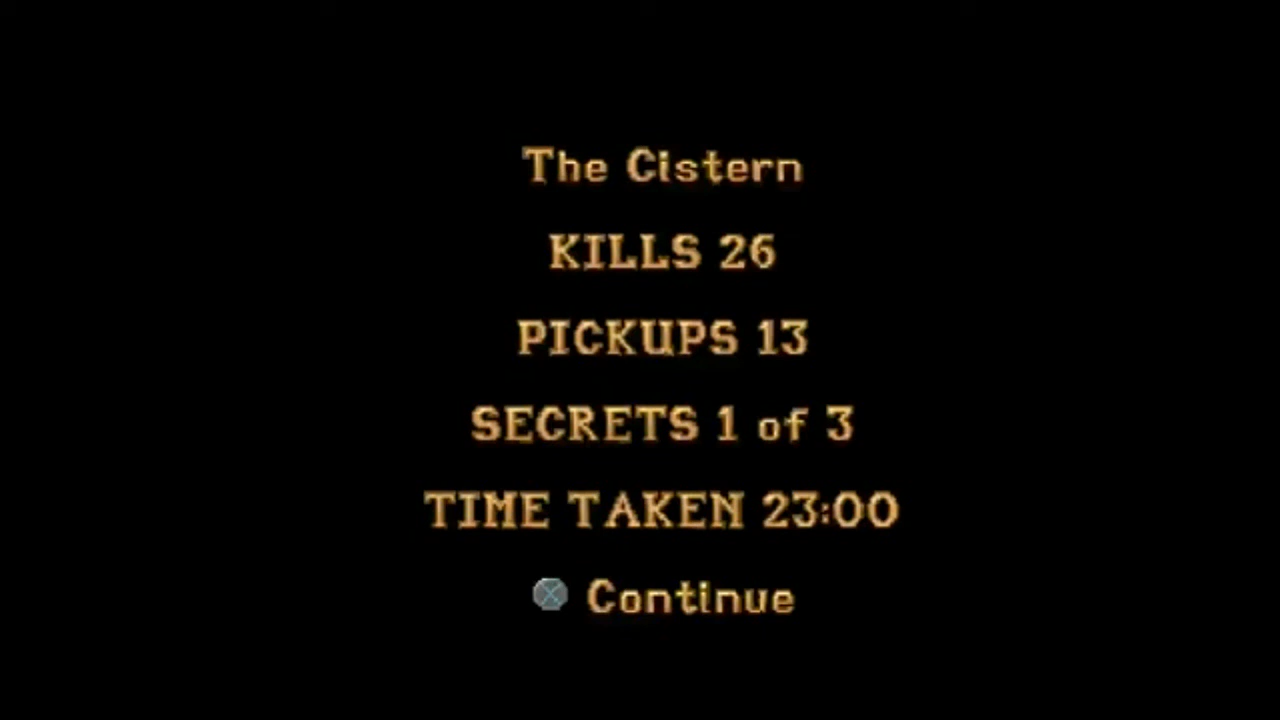 The Cistern
KILLS 26
PICKUPS 13
SECRETS 1 of 3
TIME TAKEN 23:00
Continue